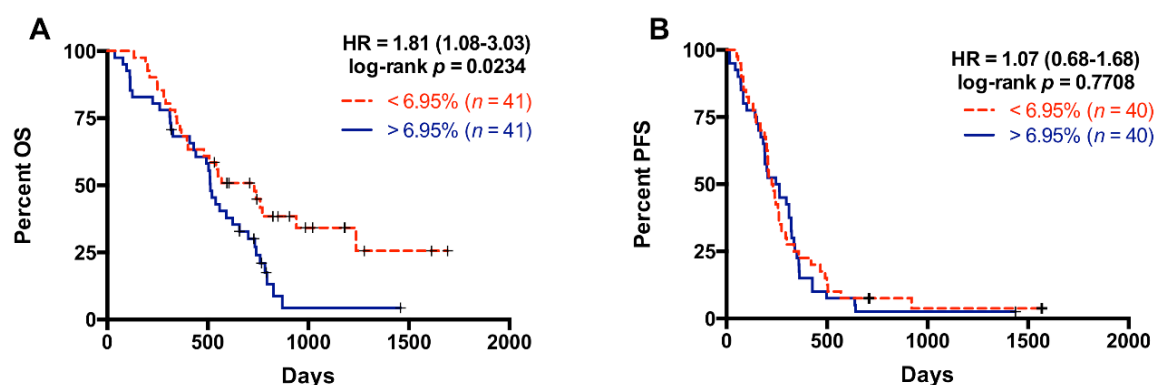 A
HR = 1.81 (1.08-3.03)
log-rank p = 0.0234
< 6.95% (n = 41)
> 6.95% (n = 41)
Percent OS
100
75
50
25
0
0 500 1000 1500 2000
Days
B
HR = 1.07 (0.68-1.68)
log-rank p = 0.7708
< 6.95% (n = 40)
> 6.95% (n = 40)
Percent PFS
100
75
50
25
0
0 500 1000 1500 2000
Days